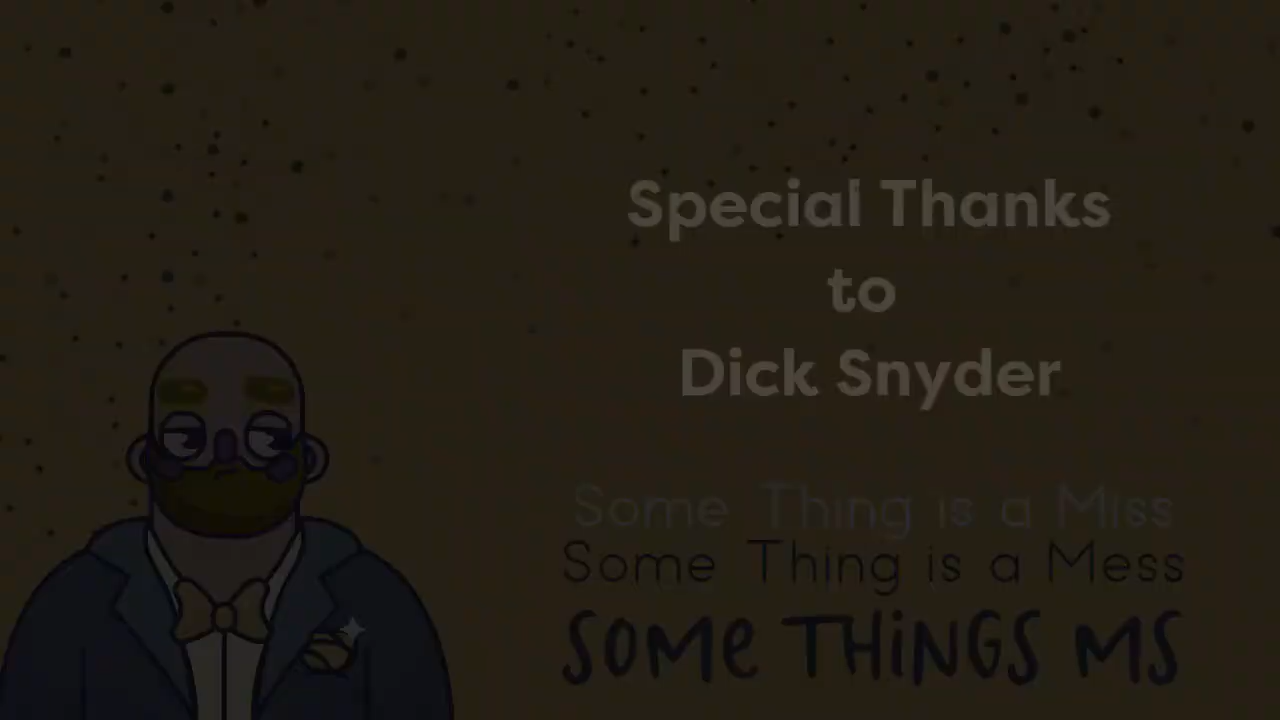 Special Thanks
to
Dick Snyder
Some Thing is a Miss
Some Thing is a Mess
SOMe THiNGS MS